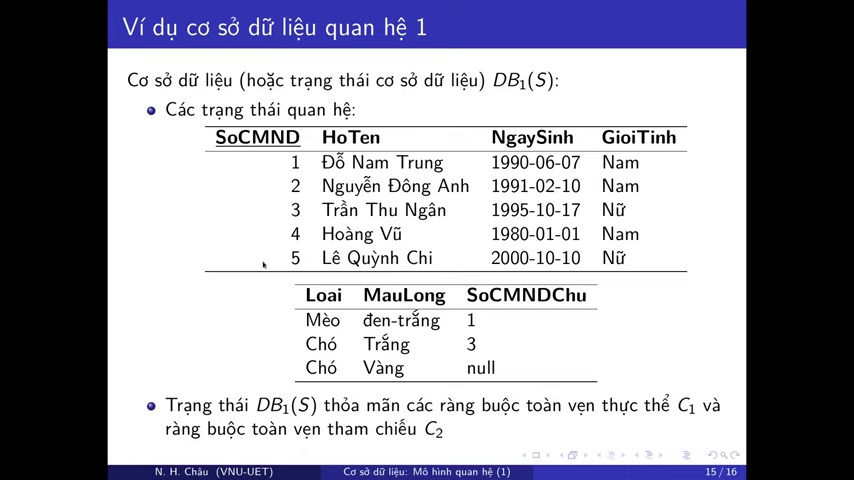 Ví dụ cơ sở dữ liệu quan hệ 1
Cơ sở dữ liệu (hoặc trạng thái cơ sở dữ liệu) DB₁(S):
Các trạng thái quan hệ:
SoCMND HoTen NgaySinh GioiTinh
1 Đỗ Nam Trung 1990-06-07 Nam
2 Nguyễn Đông Anh 1991-02-10 Nam
3 Trần Thu Ngân 1995-10-17 Nữ
4 Hoàng Vũ 1980-01-01 Nam
5 Lê Quỳnh Chi 2000-10-10 Nữ
Loai MauLong SoCMNDChu
Mèo đen-trắng 1
Chó Trắng 3
Chó Vàng null
Trạng thái DB₁(S) thỏa mãn các ràng buộc toàn vẹn thực thể C₁ và
ràng buộc toàn vẹn tham chiếu C₂
N. H. Châu (VNU-UET) Cơ sở dữ liệu: Mô hình quan hệ (1) 15 / 16